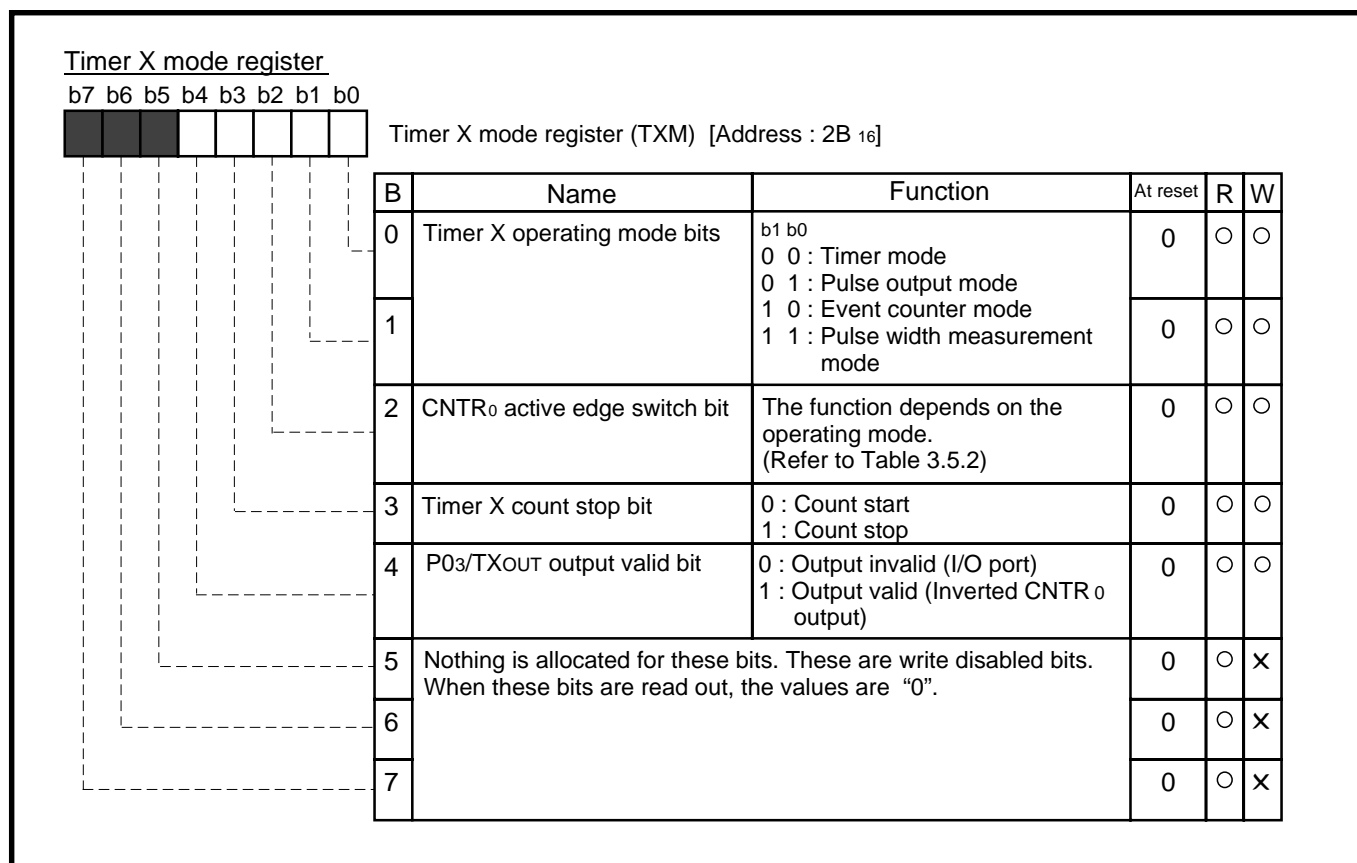 Timer X mode register
b7 b6 b5 b4 b3 b2 b1 b0
Timer X mode register (TXM) [Address : 2B 16]
B Name Function At reset R W
0 Timer X operating mode bits b1 b0 0 ○ ○
0 0 : Timer mode
0 1 : Pulse output mode
1 0 : Event counter mode
1 1 1 : Pulse width measurement 0 ○ ○
mode
2 CNTR0 active edge switch bit The function depends on the 0 ○ ○
operating mode.
(Refer to Table 3.5.2)
3 Timer X count stop bit 0 : Count start 0 ○ ○
1 : Count stop
4 P03/TXOUT output valid bit 0 : Output invalid (I/O port) 0 ○ ○
1 : Output valid (Inverted CNTR 0
output)
5 Nothing is allocated for these bits. These are write disabled bits. 0 ○ ×
When these bits are read out, the values are “0”.
6 0 ○ ×
7 0 ○ ×